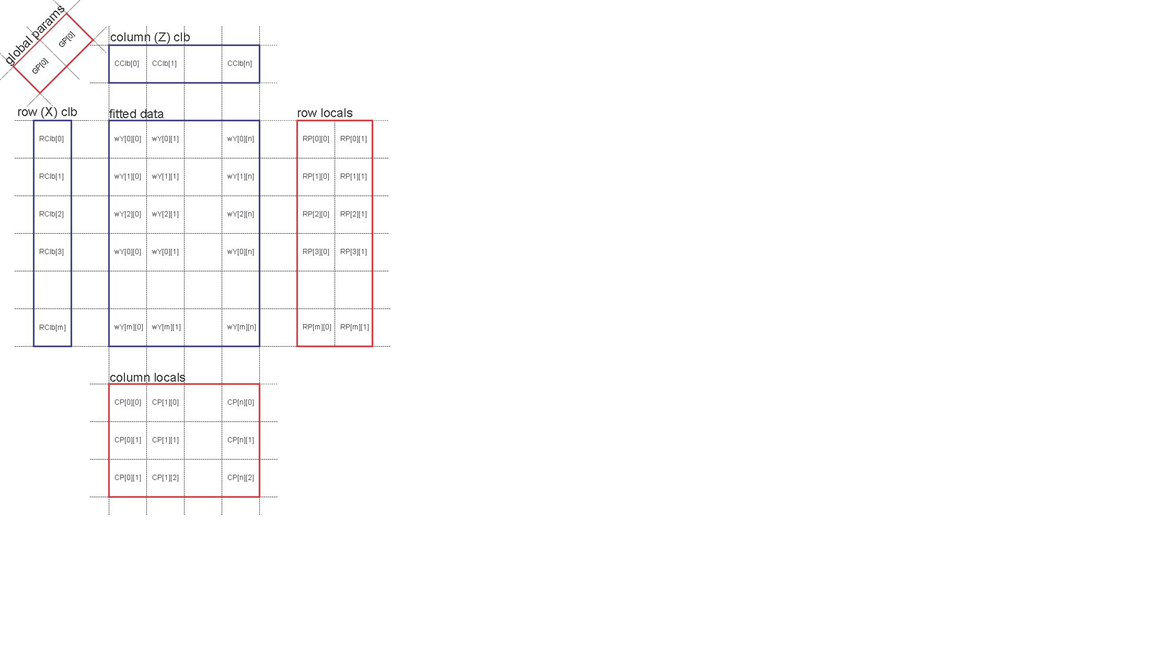 global params
GP[0]
GP[0]
column (Z) clb
CClb[0] CClb[1] CClb[n]
row (X) clb
fitted data
row locals
RClb[0] wY[0][0] wY[0][1] wY[0][n] RP[0][0] RP[0][1]
RClb[1] wY[1][0] wY[1][1] wY[1][n] RP[1][0] RP[1][1]
RClb[2] wY[2][0] wY[2][1] wY[2][n] RP[2][0] RP[2][1]
RClb[3] wY[0][0] wY[0][1] wY[0][n] RP[3][0] RP[3][1]
RClb[m] wY[m][0] wY[m][1] wY[m][n] RP[m][0] RP[m][1]
column locals
CP[0][0] CP[1][0] CP[n][0]
CP[0][1] CP[1][1] CP[n][1]
CP[0][1] CP[1][2] CP[n][2]